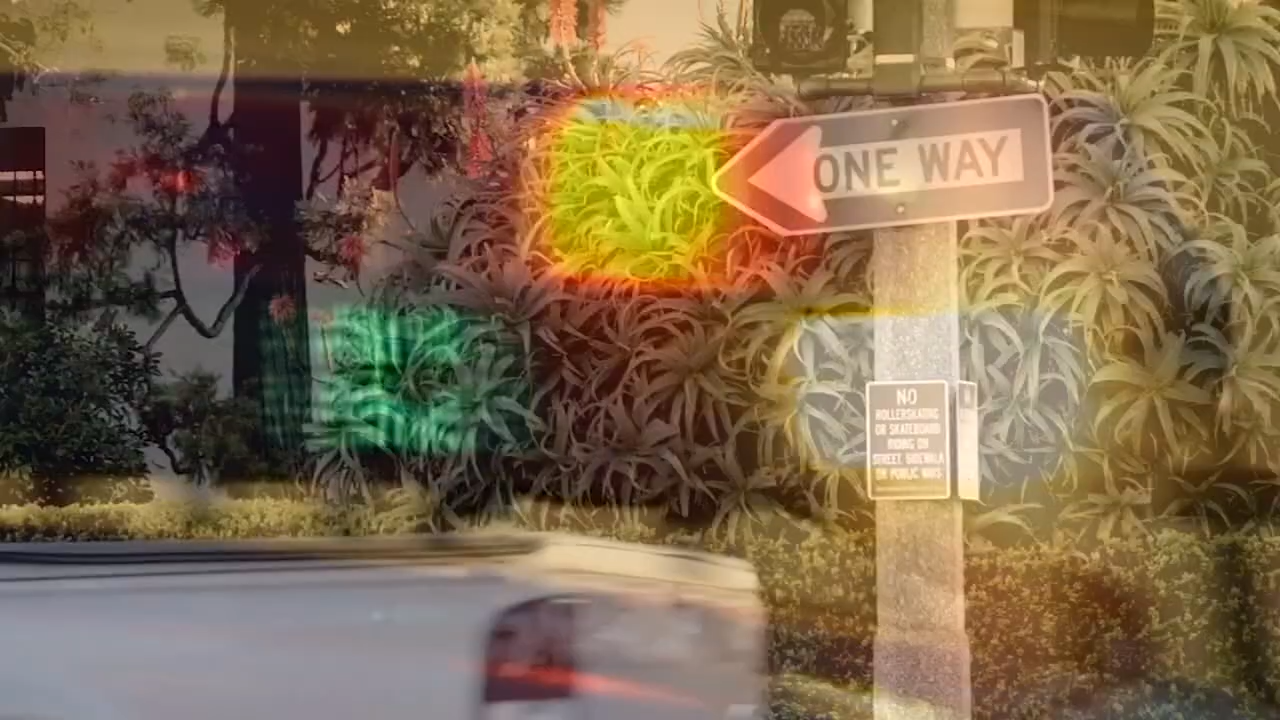 ONE WAY
NO
ROLLERSKATING
OR SKATEBOARD
RIDING ON
STREET SIDEWALK
OR PUBLIC WAYS